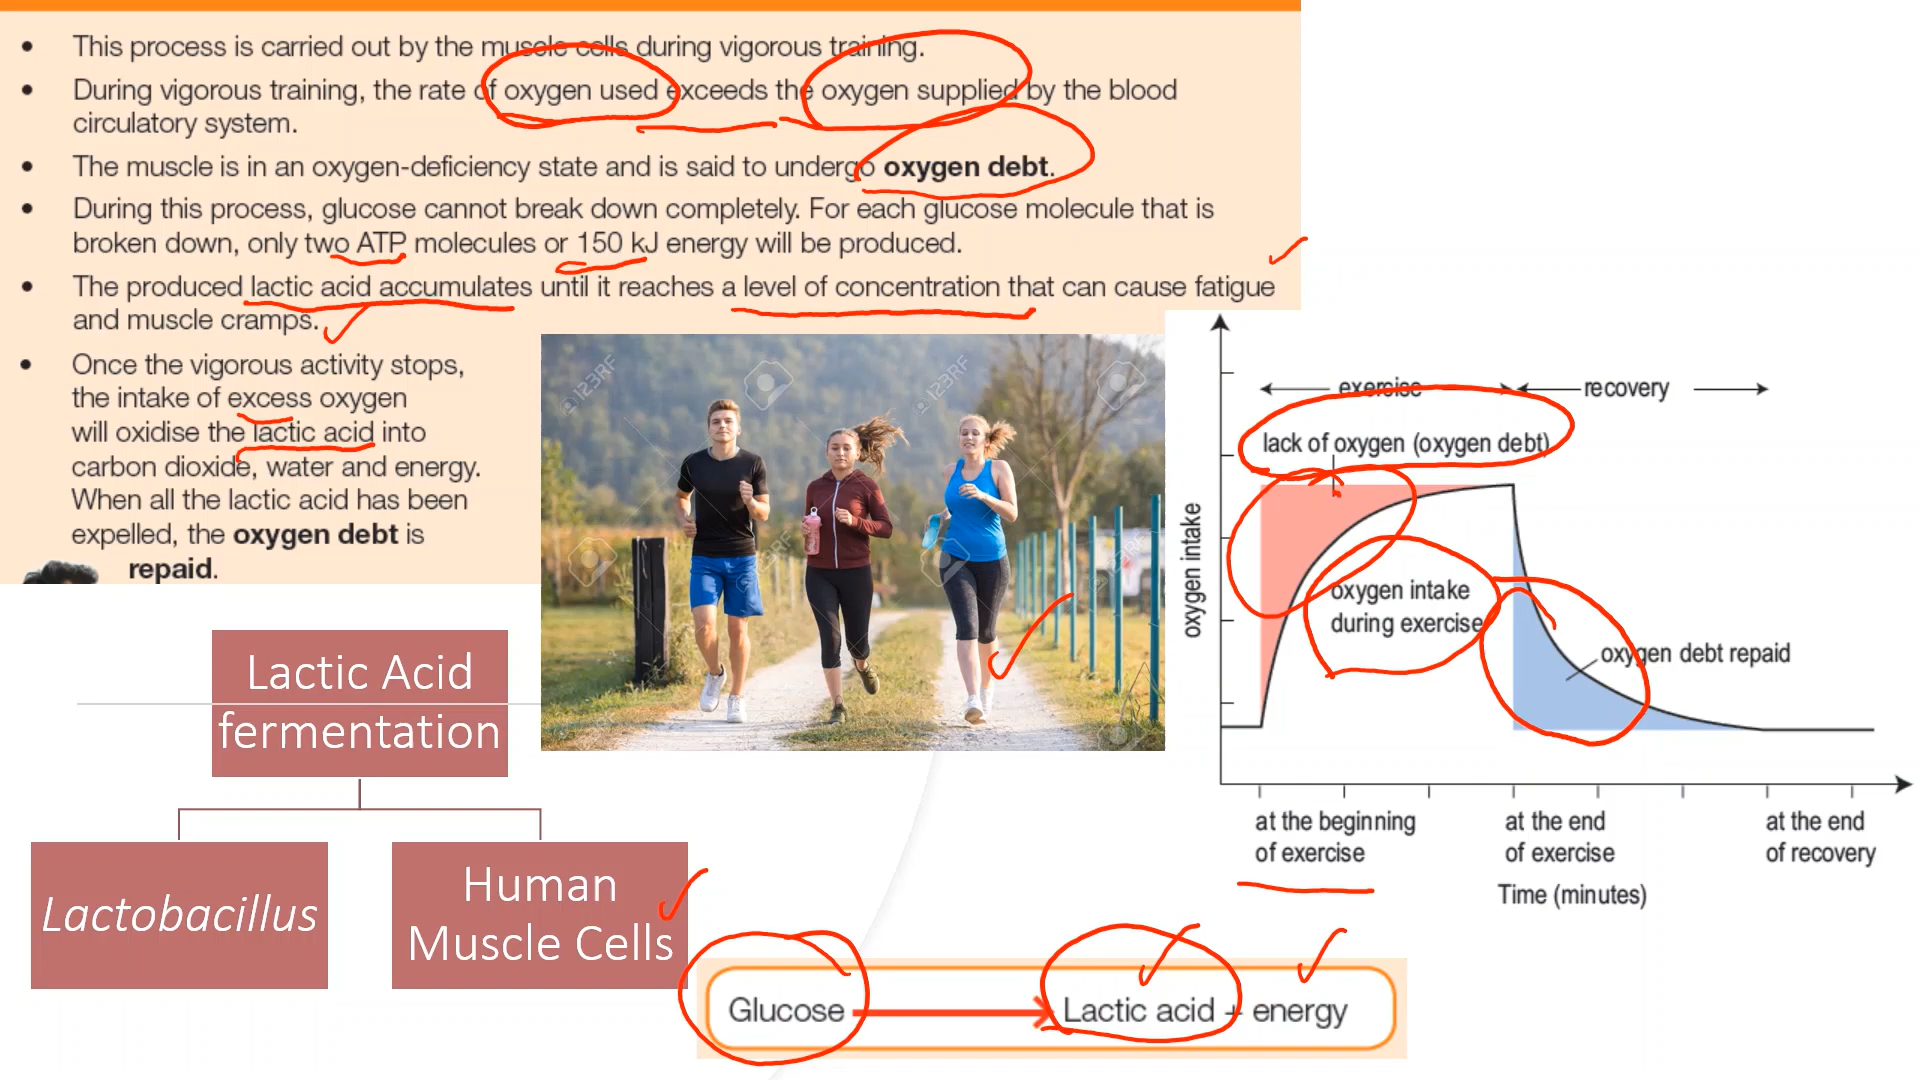 • This process is carried out by the muscle cells during vigorous training.
• During vigorous training, the rate of oxygen used exceeds the oxygen supplied by the blood
circulatory system.
• The muscle is in an oxygen-deficiency state and is said to undergo oxygen debt.
• During this process, glucose cannot break down completely. For each glucose molecule that is
broken down, only two ATP molecules or 150 kJ energy will be produced.
• The produced lactic acid accumulates until it reaches a level of concentration that can cause fatigue
and muscle cramps.
• Once the vigorous activity stops,
the intake of excess oxygen
will oxidise the lactic acid into
carbon dioxide, water and energy.
When all the lactic acid has been
expelled, the oxygen debt is
repaid.
123RF
123RF
123RF
Lactic Acid
fermentation
Lactobacillus
Human
Muscle Cells
exercise
recovery
lack of oxygen (oxygen debt)
oxygen intake
oxygen intake
during exercise
oxygen debt repaid
at the beginning
of exercise
at the end
of exercise
at the end
of recovery
Time (minutes)
Glucose
Lactic acid + energy